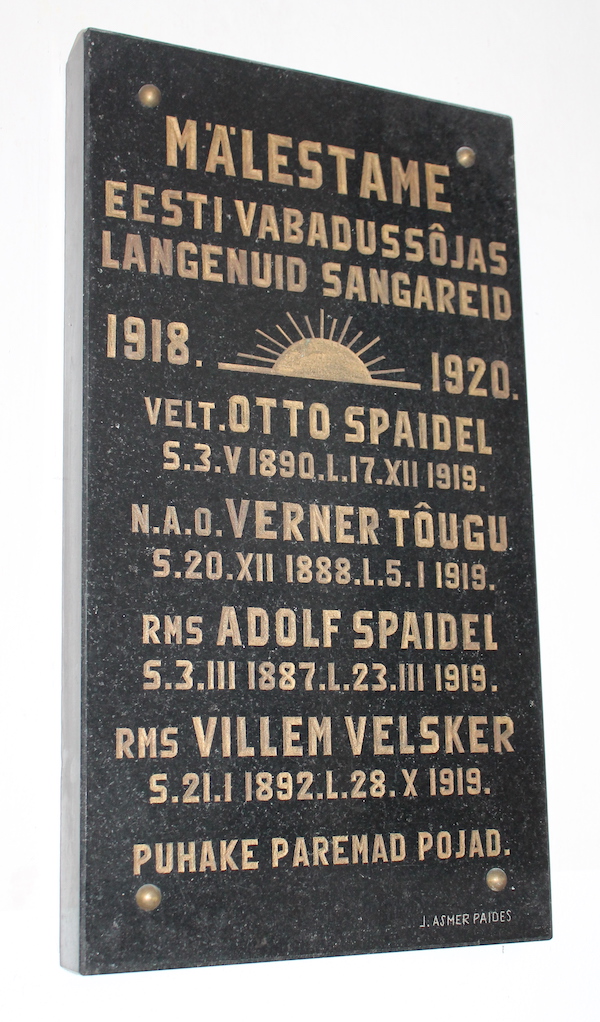 MÄLESTAME
EESTI VABADUSSÔJAS
LANGENUID SANGAREID
1918. 1920.
VELT. OTTO SPAIDEL
S.3.V 1890.L.17.XII 1919.
N.A.O. VERNER TÔUGU
S.20.XII 1888.L.5.I 1919.
RMS ADOLF SPAIDEL
S.3.III 1887.L.23.III 1919.
RMS VILLEM VELSKER
S.21.I 1892.L.28.X 1919.
PUHAKE PAREMAD POJAD.
J. ASMER PAIDES